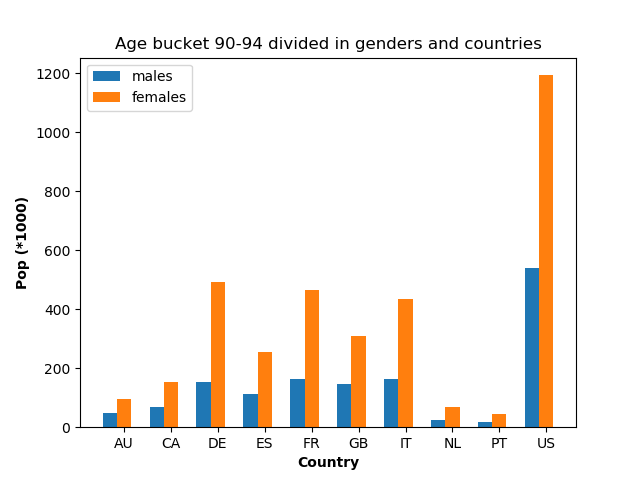 Age bucket 90-94 divided in genders and countries
males
females
Pop (*1000)
1200
1000
800
600
400
200
0
AU CA DE ES FR GB IT NL PT US
Country